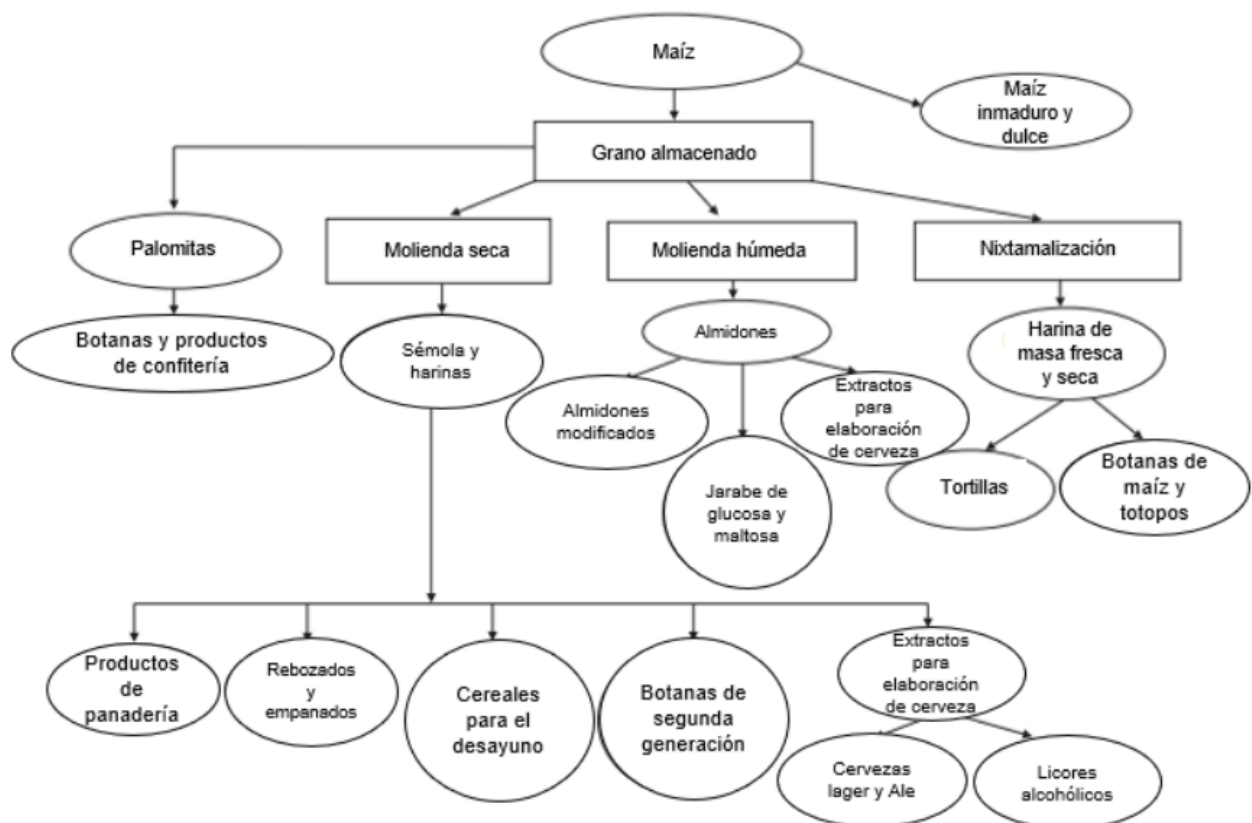 Maíz
Maíz
inmaduro y
dulce
Grano almacenado
Palomitas
Molienda seca
Molienda húmeda
Nixtamalización
Botanas y productos
de confitería
Sémola y
harinas
Almidones
Harina de
masa fresca
y seca
Almidones
modificados
Extractos
para
elaboración
de cerveza
Jarabe de
glucosa y
maltosa
Tortillas
Botanas de
maíz y
totopos
Productos
de
panadería
Rebozados
y
empanados
Cereales
para el
desayuno
Botanas de
segunda
generación
Extractos
para
elaboración
de cerveza
Cervezas
lager y Ale
Licores
alcohólicos